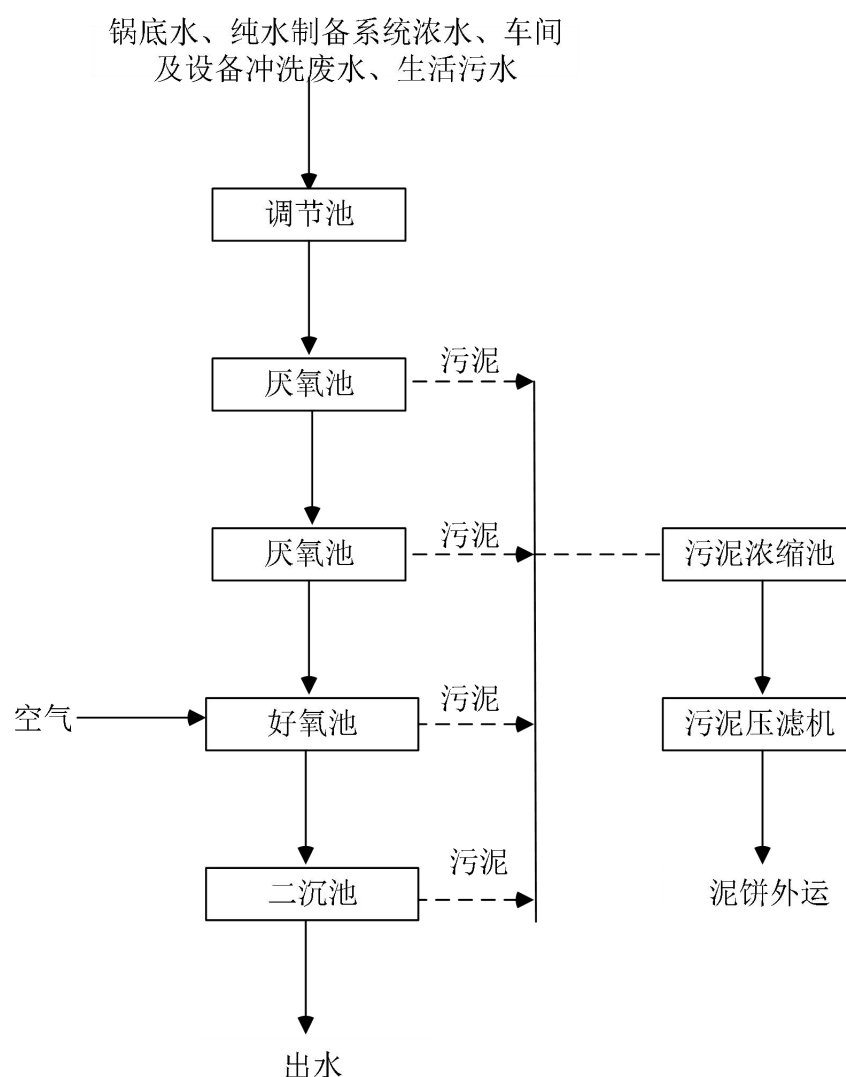 锅底水、纯水制备系统浓水、车间
及设备冲洗废水、生活污水
调节池
污泥
厌氧池
污泥
厌氧池
污泥浓缩池
污泥
空气
好氧池
污泥压滤机
污泥
二沉池
泥饼外运
出水